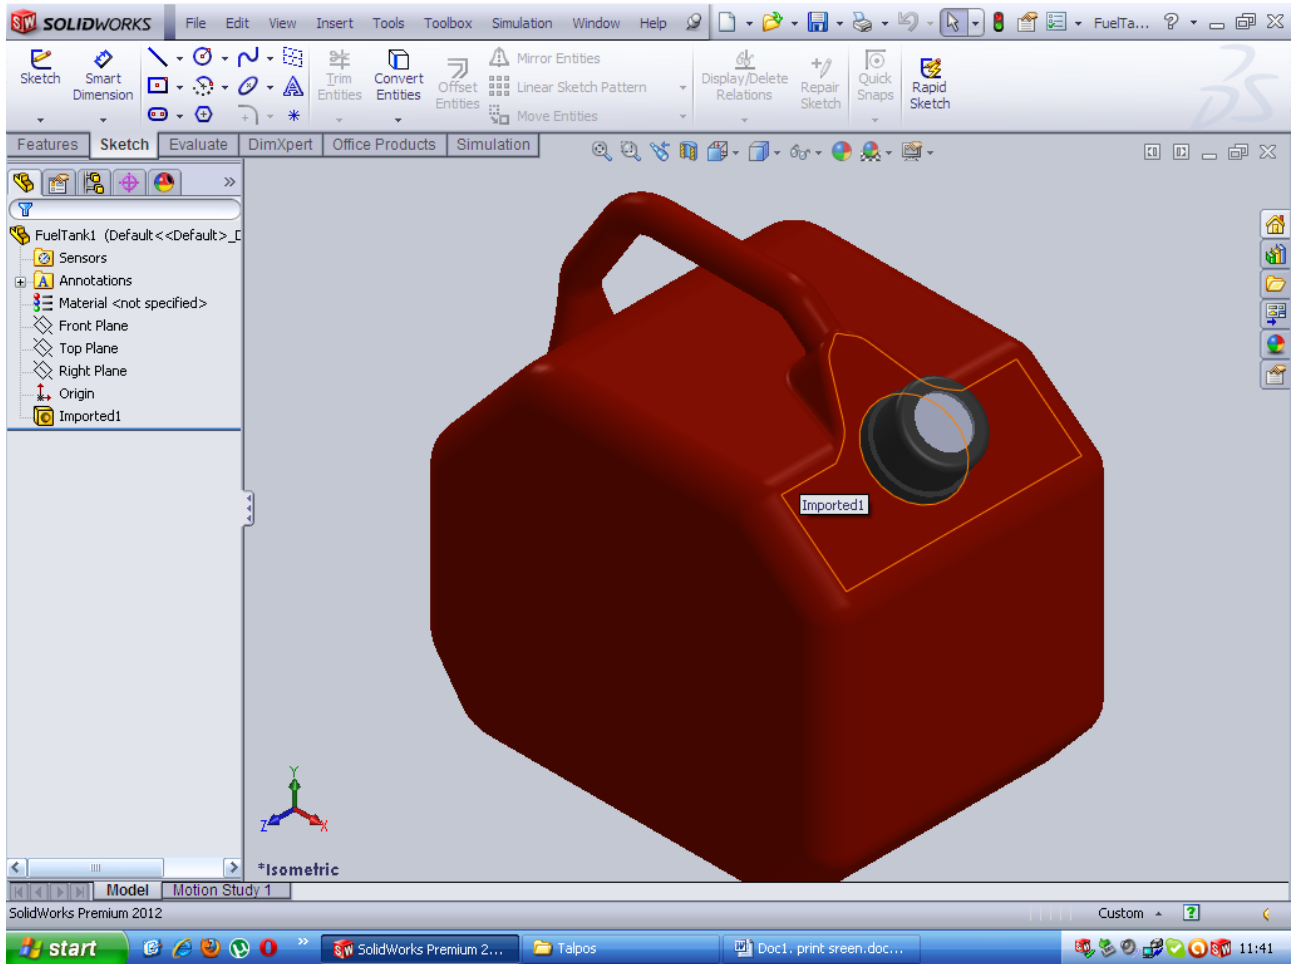 SW SOLIDWORKS File Edit View Insert Tools Toolbox Simulation Window Help FuelTa... ?
Sketch Smart Dimension Trim Entities Convert Entities Offset Entities Mirror Entities Linear Sketch Pattern Move Entities Display/Delete Relations Repair Sketch Quick Snaps Rapid Sketch
Features Sketch Evaluate DimXpert Office Products Simulation
FuelTank1 (Default<<Default>_D
Sensors
A Annotations
Material <not specified>
Front Plane
Top Plane
Right Plane
Origin
Imported1
Imported1
Y
Z X
*Isometric
Model Motion Study 1
SolidWorks Premium 2012 Custom ?
start SolidWorks Premium 2... Talpos Doc1. print sreen.doc... 11:41